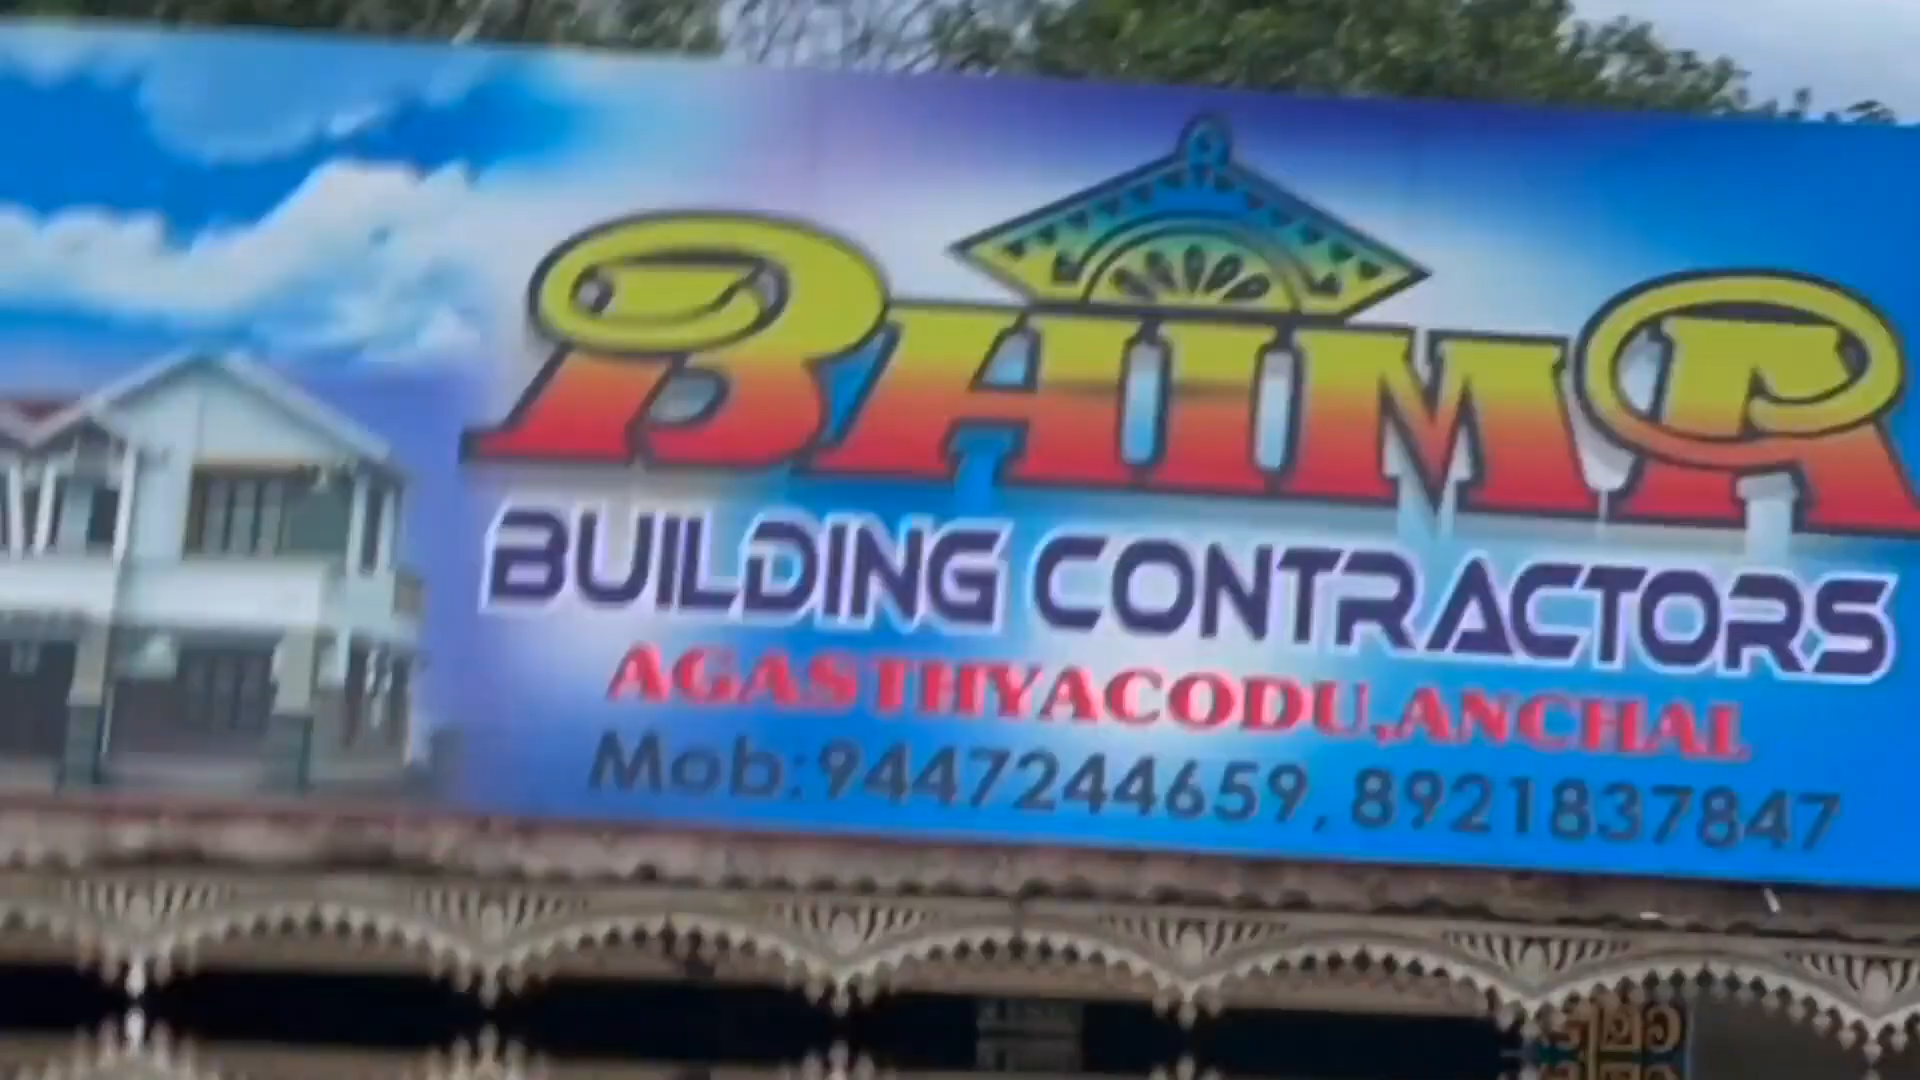 BHIMA
BUILDING CONTRACTORS
AGASTHYACODU,ANCHAL
Mob:9447244659, 8921837847